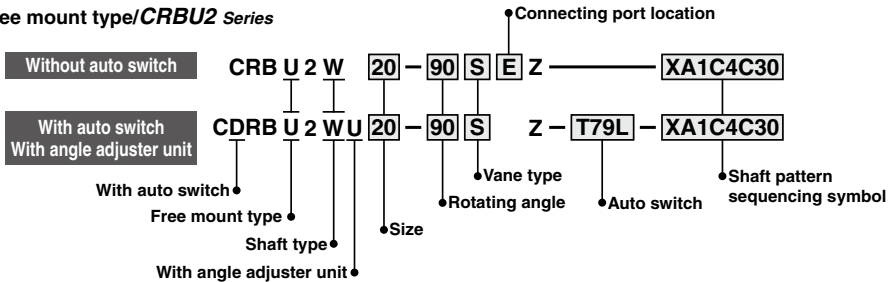 ree mount type/CRBU2 Series
Connecting port location
Without auto switch
CRB U 2 W 20 − 90 S E Z XA1C4C30
With auto switch
With angle adjuster unit
CDRB U 2 W U 20 − 90 S Z − T79L − XA1C4C30
With auto switch
Free mount type
Shaft type
With angle adjuster unit
Size
Rotating angle
Vane type
Auto switch
Shaft pattern
sequencing symbol